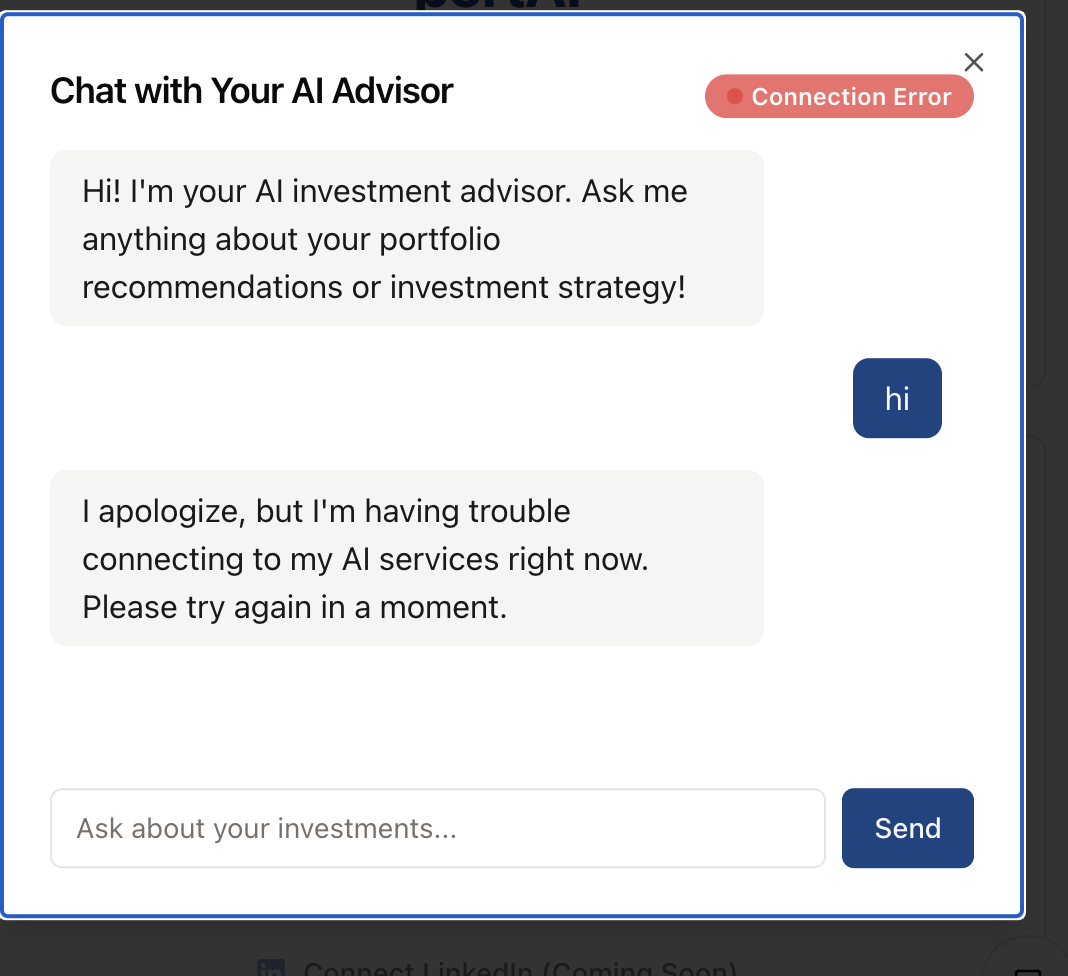 portAI
Chat with Your AI Advisor
Connection Error
Hi! I'm your AI investment advisor. Ask me
anything about your portfolio
recommendations or investment strategy!
hi
I apologize, but I'm having trouble
connecting to my AI services right now.
Please try again in a moment.
Ask about your investments...
Send
in Connect LinkedIn (Coming Soon)